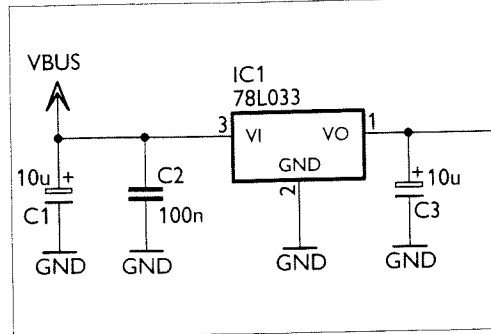 VBUS
IC1
78L033
3
VI
VO
1
GND
2
10u
+
C1
C2
100n
+
10u
C3
GND
GND
GND
GND